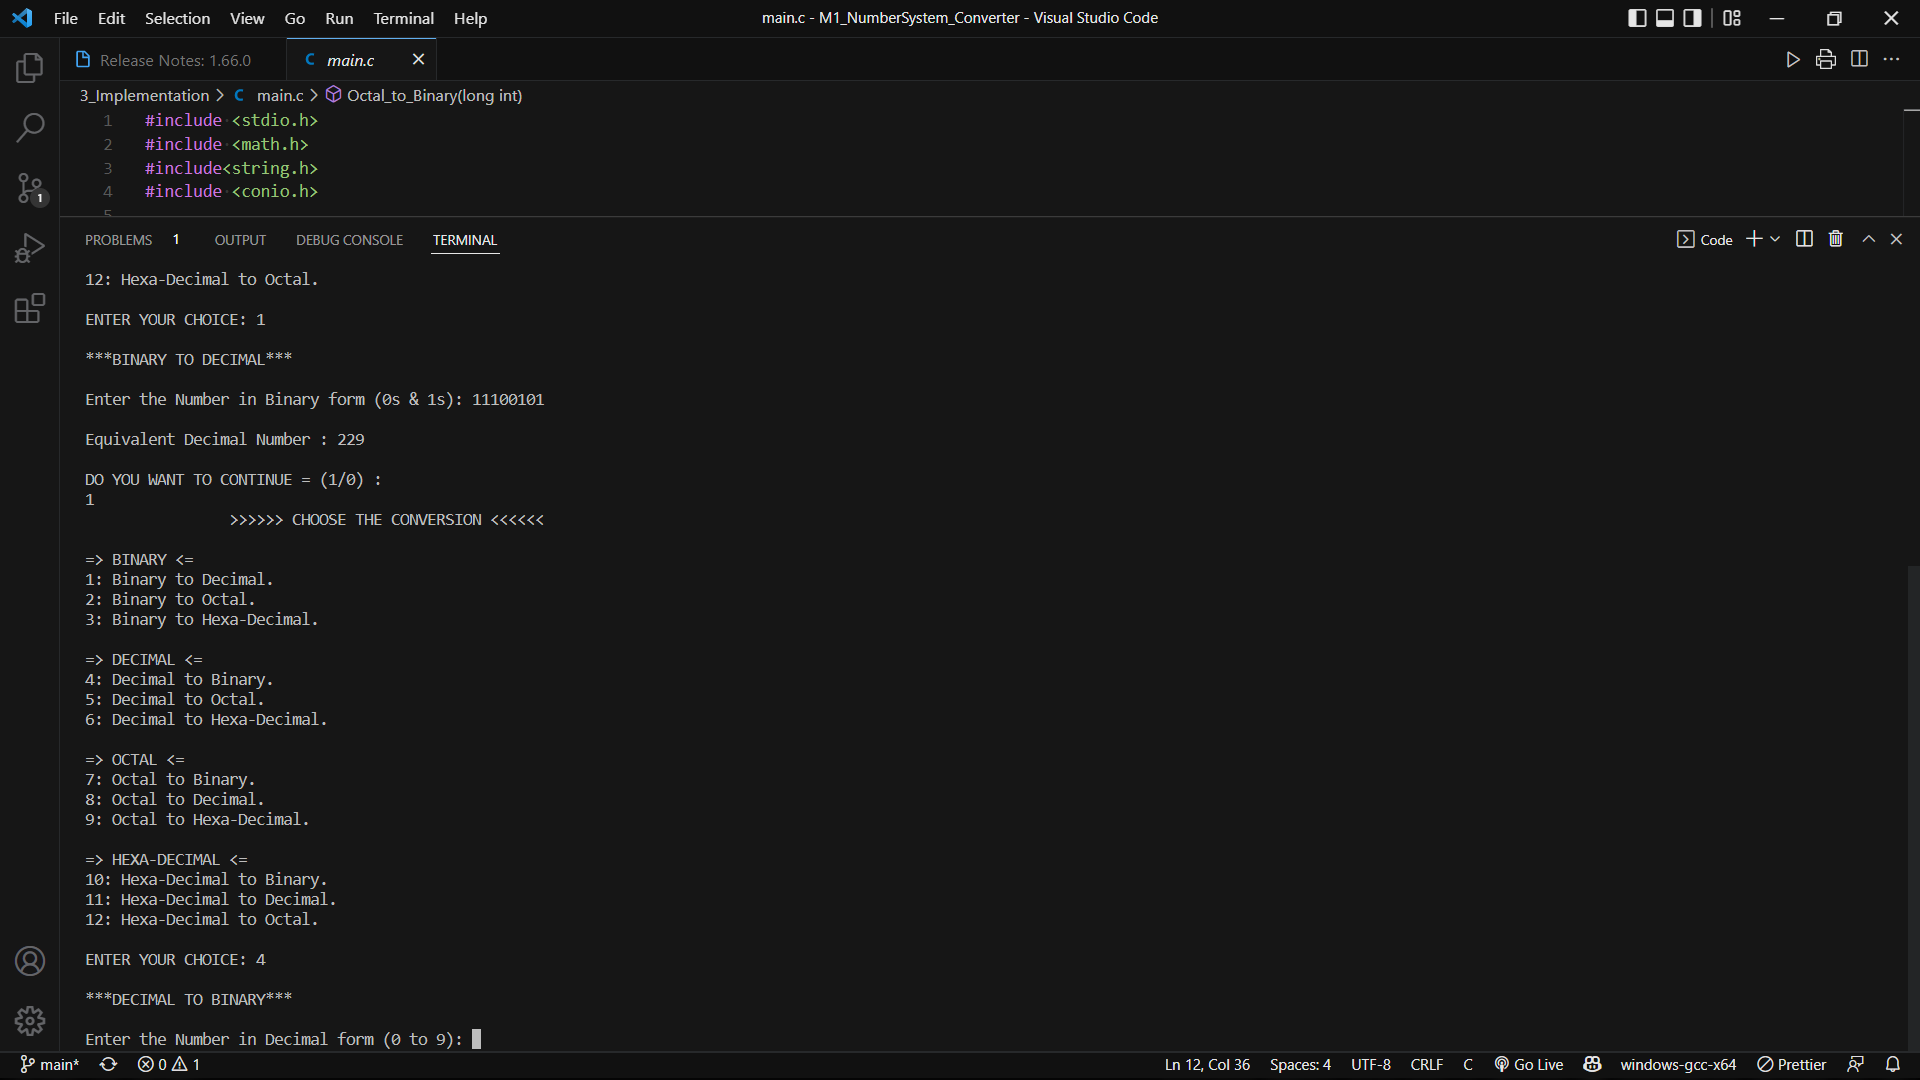 File Edit Selection View Go Run Terminal Help main.c - M1_NumberSystem_Converter - Visual Studio Code
Release Notes: 1.66.0 C main.c
3_Implementation > C main.c > Octal_to_Binary(long int)
1 #include <stdio.h>
2 #include <math.h>
3 #include<string.h>
4 #include <conio.h>
5
PROBLEMS 1 OUTPUT DEBUG CONSOLE TERMINAL Code
12: Hexa-Decimal to Octal.
ENTER YOUR CHOICE: 1
***BINARY TO DECIMAL***
Enter the Number in Binary form (0s & 1s): 11100101
Equivalent Decimal Number : 229
DO YOU WANT TO CONTINUE = (1/0) :
1
>>>>>> CHOOSE THE CONVERSION <<<<<<
=> BINARY <=
1: Binary to Decimal.
2: Binary to Octal.
3: Binary to Hexa-Decimal.
=> DECIMAL <=
4: Decimal to Binary.
5: Decimal to Octal.
6: Decimal to Hexa-Decimal.
=> OCTAL <=
7: Octal to Binary.
8: Octal to Decimal.
9: Octal to Hexa-Decimal.
=> HEXA-DECIMAL <=
10: Hexa-Decimal to Binary.
11: Hexa-Decimal to Decimal.
12: Hexa-Decimal to Octal.
ENTER YOUR CHOICE: 4
***DECIMAL TO BINARY***
Enter the Number in Decimal form (0 to 9):
main* 0 1 Ln 12, Col 36 Spaces: 4 UTF-8 CRLF C Go Live windows-gcc-x64 Prettier